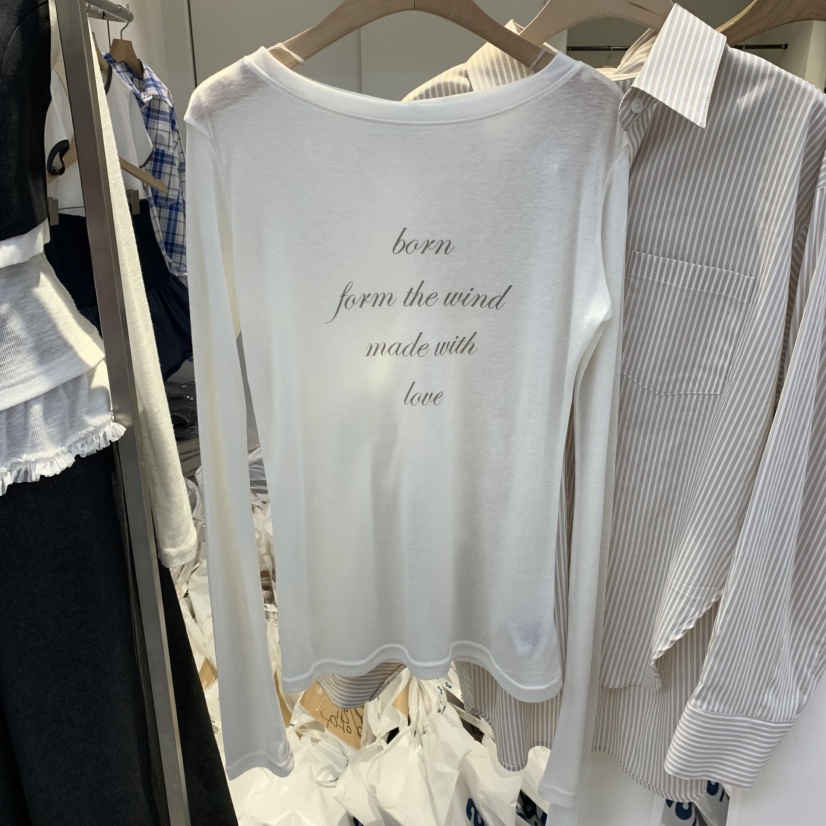 born
form the wind
made with
love